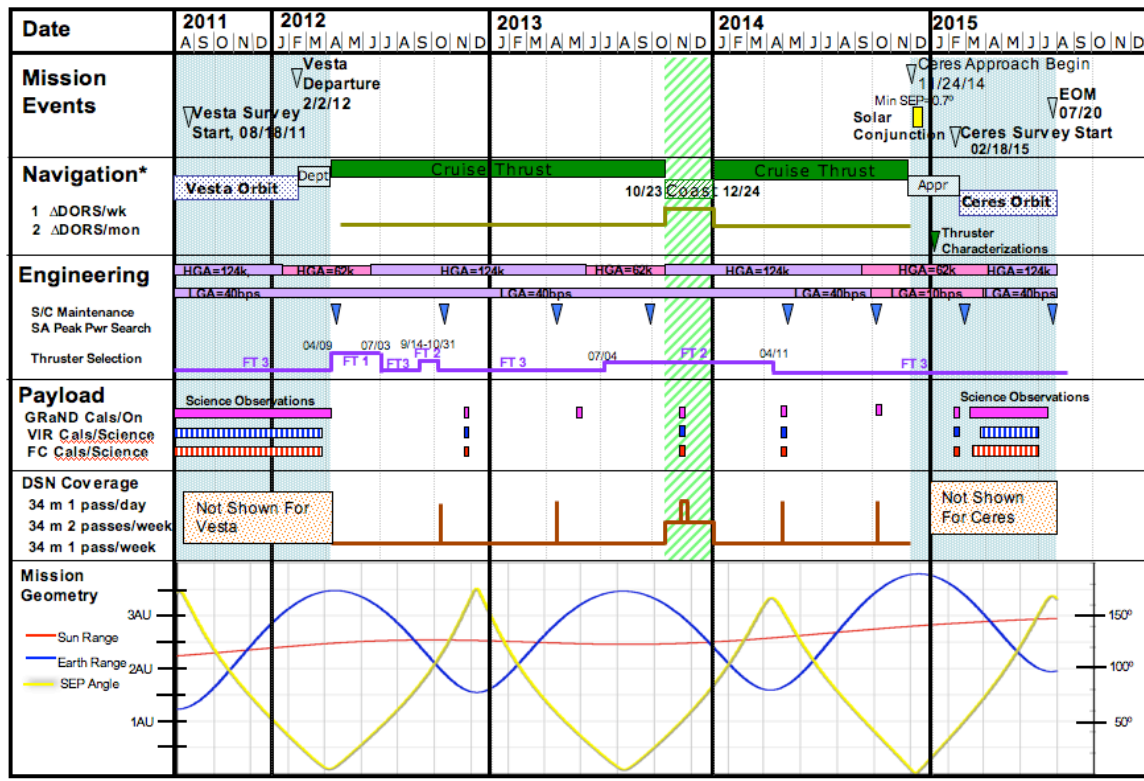 Date
2011 2012 2013 2014 2015
A S O N D J F M A M J J A S O N D J F M A M J J A S O N D J F M A M J J A S O N D J F M A M J J A S O N D
Mission Events
Vesta Survey
Start, 08/18/11
Vesta
Departure
2/2/12
Ceres Approach Begin
11/24/14
Min SEP=0.7º
Solar
Conjunction
Ceres Survey Start
02/18/15
EOM
07/20
Navigation*
1 ΔDORS/wk
2 ΔDORS/mon
Vesta Orbit
Dept
Cruise Thrust
10/23 Coast 12/24
Cruise Thrust
Appr
Ceres Orbit
Thruster
Characterizations
Engineering
HGA=124k, HGA=62k HGA=124k HGA=62k HGA=124k HGA=62k HGA=124k
LGA=40bps LGA=40bps LGA=40bps LGA=10bps LGA=40bps
S/C Maintenance
SA Peak Pwr Search
Thruster Selection
FT 3
04/09
FT 1
07/03
FT3
9/14-10/31
FT 2
FT 3
07/04
FT 2
04/11
FT 3
Payload
GRaND Cals/On
VIR Cals/Science
FC Cals/Science
Science Observations
Science Observations
DSN Coverage
34 m 1 pass/day
34 m 2 passes/week
34 m 1 pass/week
Not Shown For
Vesta
Not Shown
For Ceres
Mission
Geometry
Sun Range
Earth Range
SEP Angle
3AU
2AU
1AU
150º
100º
50º